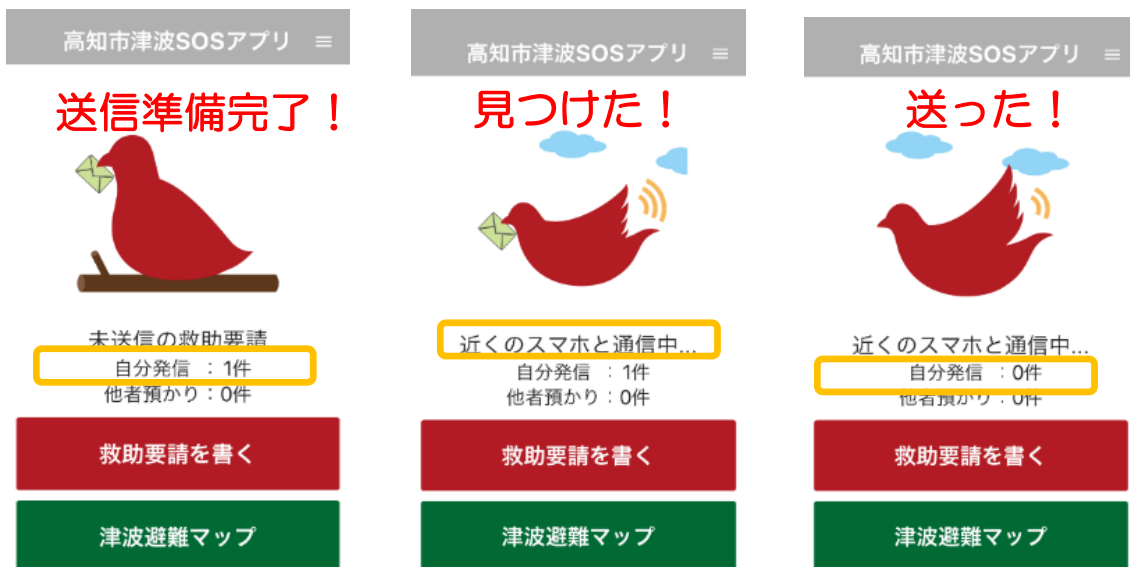 高知市津波SOSアプリ ≡
送信準備完了！
未送信の救助要請
自分発信 ：1件
他者預かり：0件
救助要請を書く
津波避難マップ
高知市津波SOSアプリ ≡
見つけた！
近くのスマホと通信中...
自分発信 ：1件
他者預かり：0件
救助要請を書く
津波避難マップ
高知市津波SOSアプリ ≡
送った！
近くのスマホと通信中...
自分発信 ：0件
他者預かり：0件
救助要請を書く
津波避難マップ